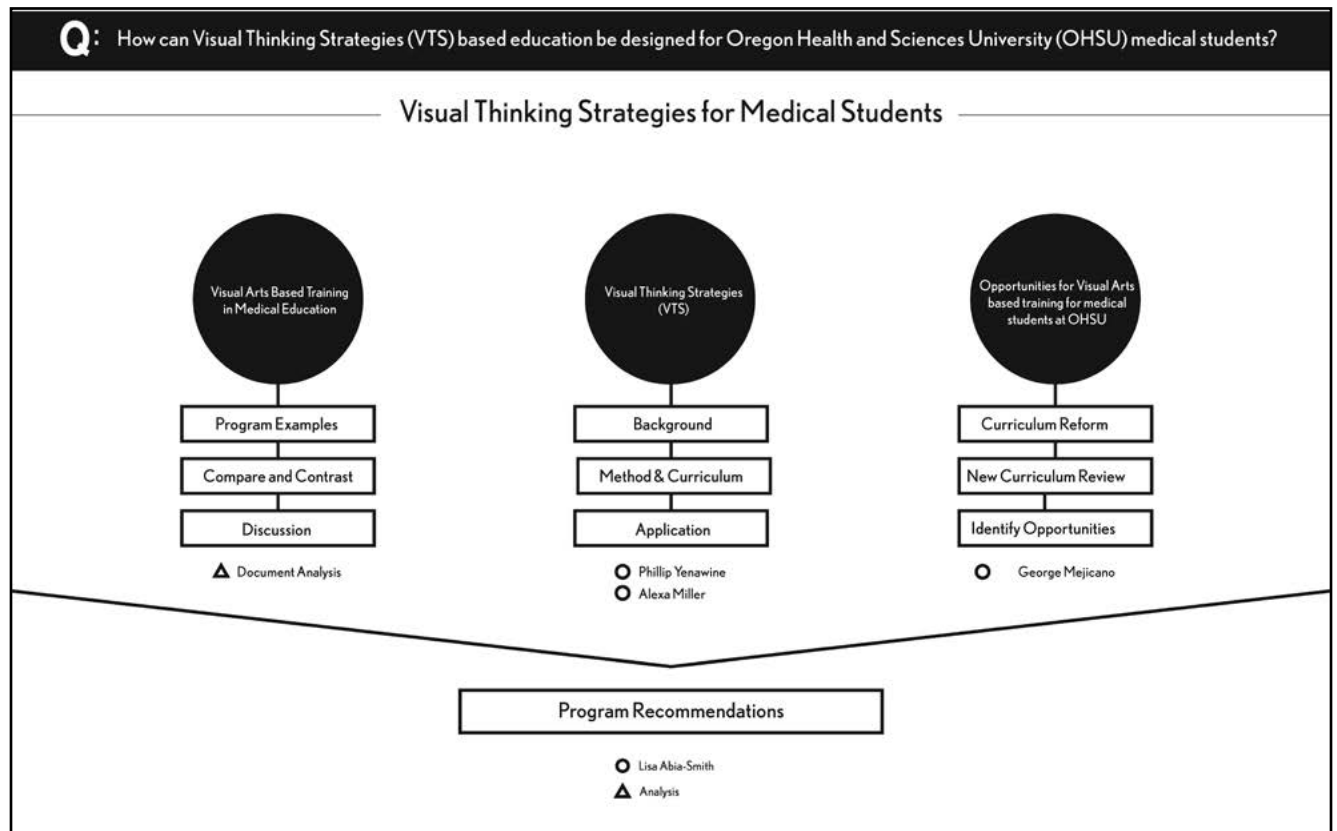 Q: How can Visual Thinking Strategies (VTS) based education be designed for Oregon Health and Sciences University (OHSU) medical students?
Visual Thinking Strategies for Medical Students
Visual Arts Based Training
in Medical Education
Program Examples
Compare and Contrast
Discussion
Document Analysis
Visual Thinking Strategies
(VTS)
Background
Method & Curriculum
Application
Phillip Yenawine
Alexa Miller
Opportunities for Visual Arts
based training for medical
students at OHSU
Curriculum Reform
New Curriculum Review
Identify Opportunities
George Mejicano
Program Recommendations
Lisa Abia-Smith
Analysis